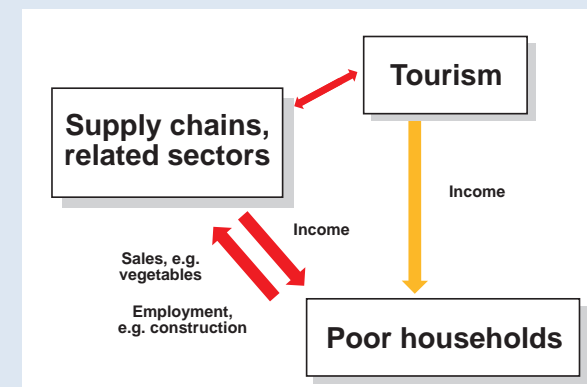 Tourism
Supply chains,
related sectors
Income
Income
Sales, e.g.
vegetables
Employment,
e.g. construction
Poor households